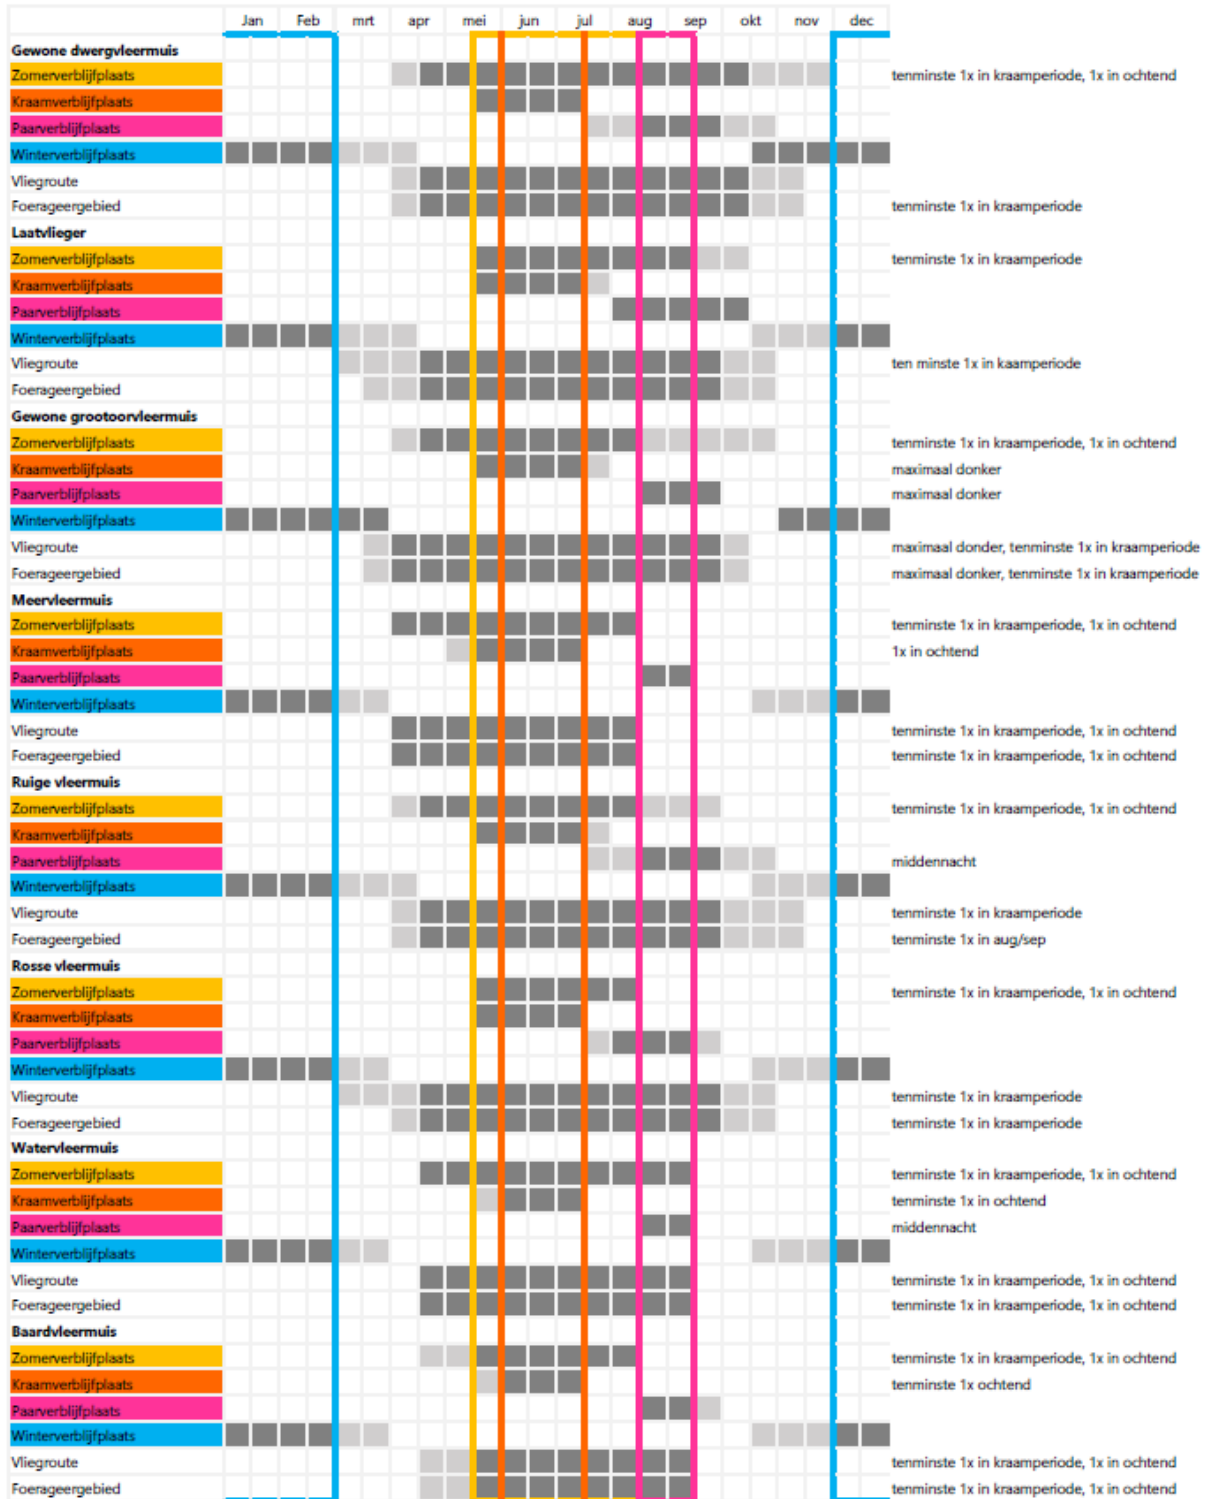 Jan Feb mrt apr mei jun jul aug sep okt nov dec
Gewone dwergvleermuis
Zomerverblijfplaats tenminste 1x in kraamperiode, 1x in ochtend
Kraamverblijfplaats
Paarverblijfplaats
Winterverblijfplaats
Vliegroute
Foerageergebied tenminste 1x in kraamperiode
Laatvlieger
Zomerverblijfplaats tenminste 1x in kraamperiode
Kraamverblijfplaats
Paarverblijfplaats
Winterverblijfplaats
Vliegroute ten minste 1x in kaamperiode
Foerageergebied
Gewone grootoorvleermuis
Zomerverblijfplaats tenminste 1x in kraamperiode, 1x in ochtend
Kraamverblijfplaats maximaal donker
Paarverblijfplaats maximaal donker
Winterverblijfplaats
Vliegroute maximaal donder, tenminste 1x in kraamperiode
Foerageergebied maximaal donker, tenminste 1x in kraamperiode
Meervleermuis
Zomerverblijfplaats tenminste 1x in kraamperiode, 1x in ochtend
Kraamverblijfplaats 1x in ochtend
Paarverblijfplaats
Winterverblijfplaats
Vliegroute tenminste 1x in kraamperiode, 1x in ochtend
Foerageergebied tenminste 1x in kraamperiode, 1x in ochtend
Ruige vleermuis
Zomerverblijfplaats tenminste 1x in kraamperiode, 1x in ochtend
Kraamverblijfplaats
Paarverblijfplaats middennacht
Winterverblijfplaats
Vliegroute tenminste 1x in kraamperiode
Foerageergebied tenminste 1x in aug/sep
Rosse vleermuis
Zomerverblijfplaats tenminste 1x in kraamperiode, 1x in ochtend
Kraamverblijfplaats
Paarverblijfplaats
Winterverblijfplaats
Vliegroute tenminste 1x in kraamperiode
Foerageergebied tenminste 1x in kraamperiode
Watervleermuis
Zomerverblijfplaats tenminste 1x in kraamperiode, 1x in ochtend
Kraamverblijfplaats tenminste 1x in ochtend
Paarverblijfplaats middennacht
Winterverblijfplaats
Vliegroute tenminste 1x in kraamperiode, 1x in ochtend
Foerageergebied tenminste 1x in kraamperiode, 1x in ochtend
Baardvleermuis
Zomerverblijfplaats tenminste 1x in kraamperiode, 1x in ochtend
Kraamverblijfplaats tenminste 1x ochtend
Paarverblijfplaats
Winterverblijfplaats
Vliegroute tenminste 1x in kraamperiode, 1x in ochtend
Foerageergebied tenminste 1x in kraamperiode, 1x in ochtend